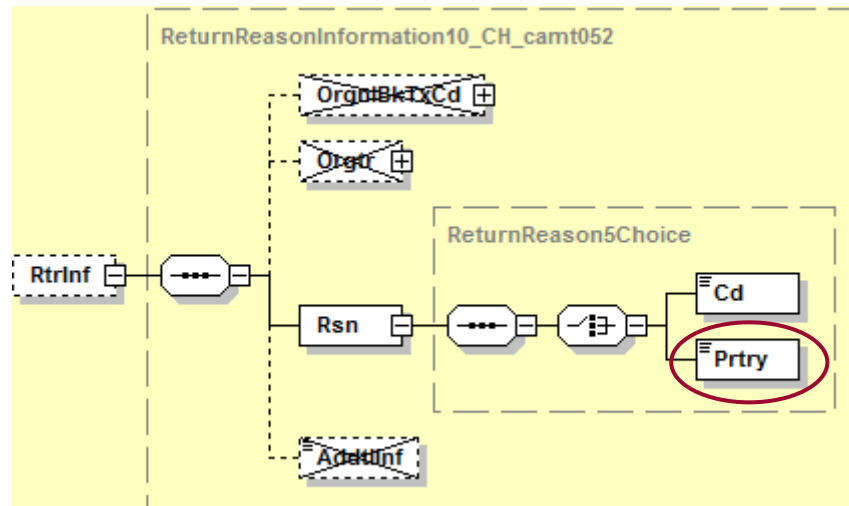 ReturnReasonInformation10_CH_camt052
OrgnlBkTxCd
Orgtr
ReturnReason5Choice
RtrInf
Cd
Rsn
Prtry
AddtlInf